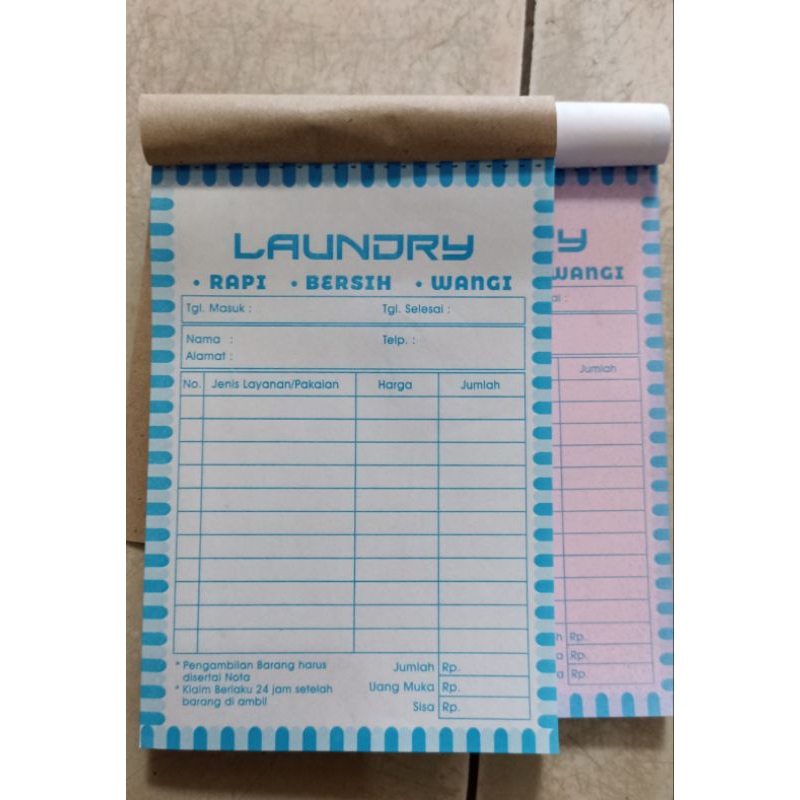 LAUNDRY
• RAPI • BERSIH • WANGI
Tgl. Masuk : Tgl. Selesai :
Nama : Telp. :
Alamat :
No. Jenis Layanan/Pakaian Harga Jumlah
* Pengambilan Barang harus
disertai Nota
* Klaim Berlaku 24 jam setelah
barang di ambil
Jumlah Rp.
Uang Muka Rp.
Sisa Rp.
Y
WANGI
ai :
Jumlah
h Rp.
a Rp.
a Rp.